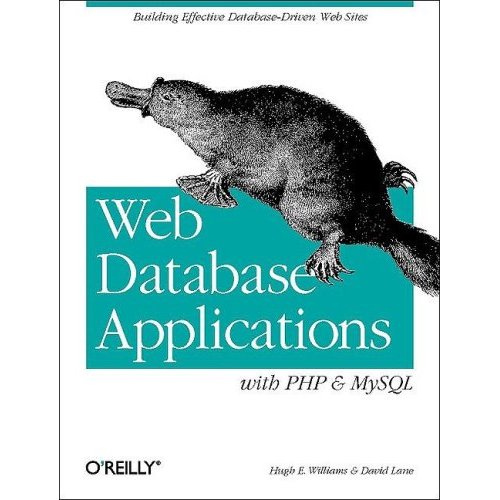 Building Effective Database-Driven Web Sites
Web
Database
Applications
with PHP & MySQL
O'REILLY®
Hugh E. Williams & David Lane